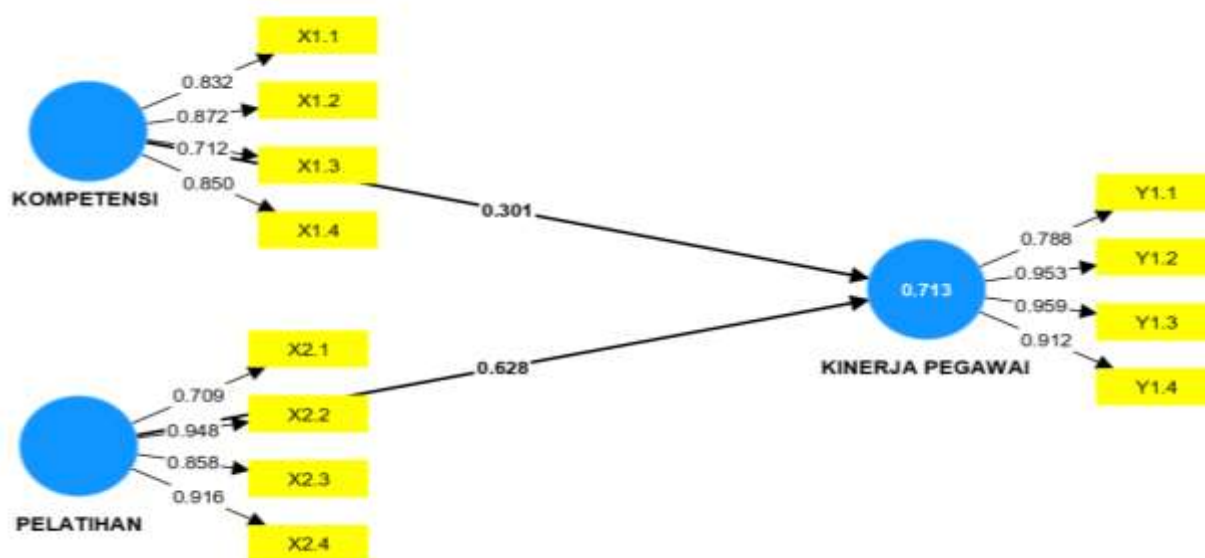 X1.1
0.832
X1.2
0.872
0.712
X1.3
0.850
KOMPETENSI
X1.4
0.301
Y1.1
0.788
Y1.2
0.953
0.713
0.959
Y1.3
0.912
KINERJA PEGAWAI
Y1.4
X2.1
0.709
0.628
X2.2
0.948
0.858
X2.3
0.916
PELATIHAN
X2.4